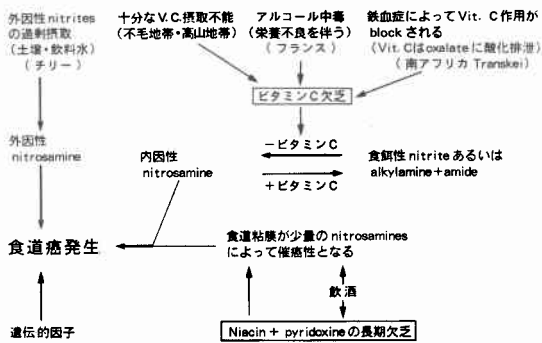 外因性nitrites
の過剰摂取
(土壌・飲料水)
(チリー)
十分なV.C.摂取不能
(不毛地帯・高山地帯)
アルコール中毒
(栄養不良を伴う)
(フランス)
鉄血症によってVit. C作用が
blockされる
(Vit. Cはoxalateに酸化排泄)
(南アフリカ Transkei)
ビタミンC欠乏
外因性
nitrosamine
内因性
nitrosamine
−ビタミンC
+ビタミンC
食餌性nitriteあるいは
alkylamine+amide
食道癌発生
食道粘膜が少量のnitrosamines
によって催癌性となる
飲酒
遺伝的因子
Niacin + pyridoxineの長期欠乏